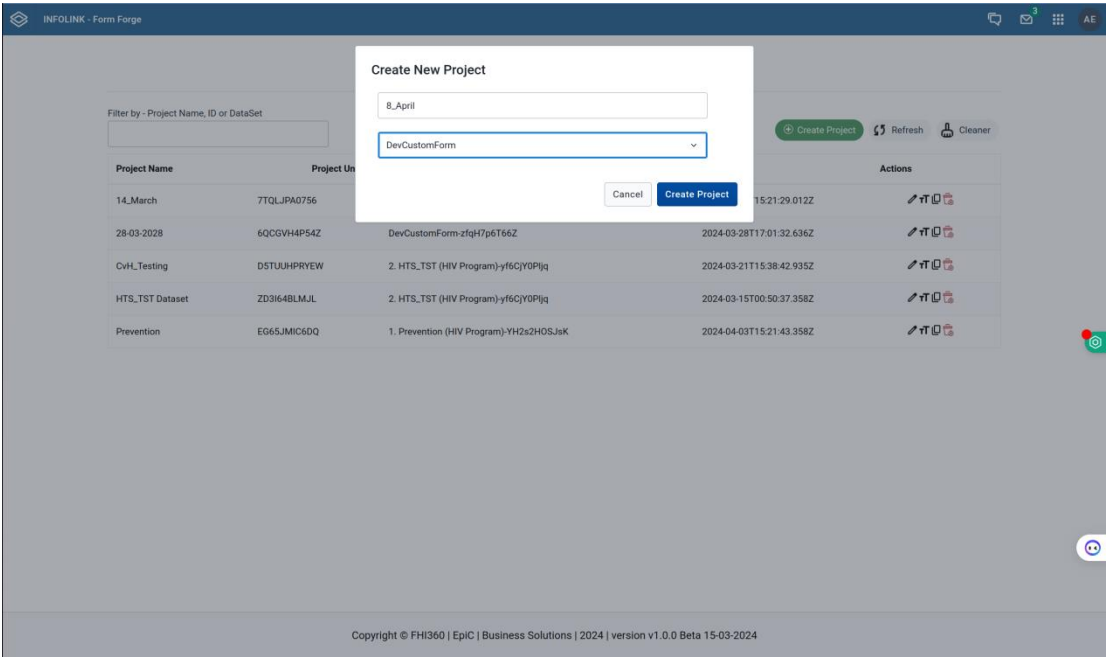 INFOLINK - Form Forge
3
AE
Create New Project
8_April
DevCustomForm
Cancel
Create Project
Filter by - Project Name, ID or DataSet
Create Project
Refresh
Cleaner
Project Name Project Un Actions
14_March 7TQLJPA0756 15:21:29.012Z
28-03-2028 6QCGVH4P54Z DevCustomForm-zfqH7p6T66Z 2024-03-28T17:01:32.636Z
CvH_Testing D5TUUHPRYEW 2. HTS_TST (HIV Program)-yf6CjY0PIjq 2024-03-21T15:38:42.935Z
HTS_TST Dataset ZD3I64BLMJL 2. HTS_TST (HIV Program)-yf6CjY0PIjq 2024-03-15T00:50:37.358Z
Prevention EG65JMIC6DQ 1. Prevention (HIV Program)-YH2s2HOSJsK 2024-04-03T15:21:43.358Z
Copyright © FHI360 | EpiC | Business Solutions | 2024 | version v1.0.0 Beta 15-03-2024